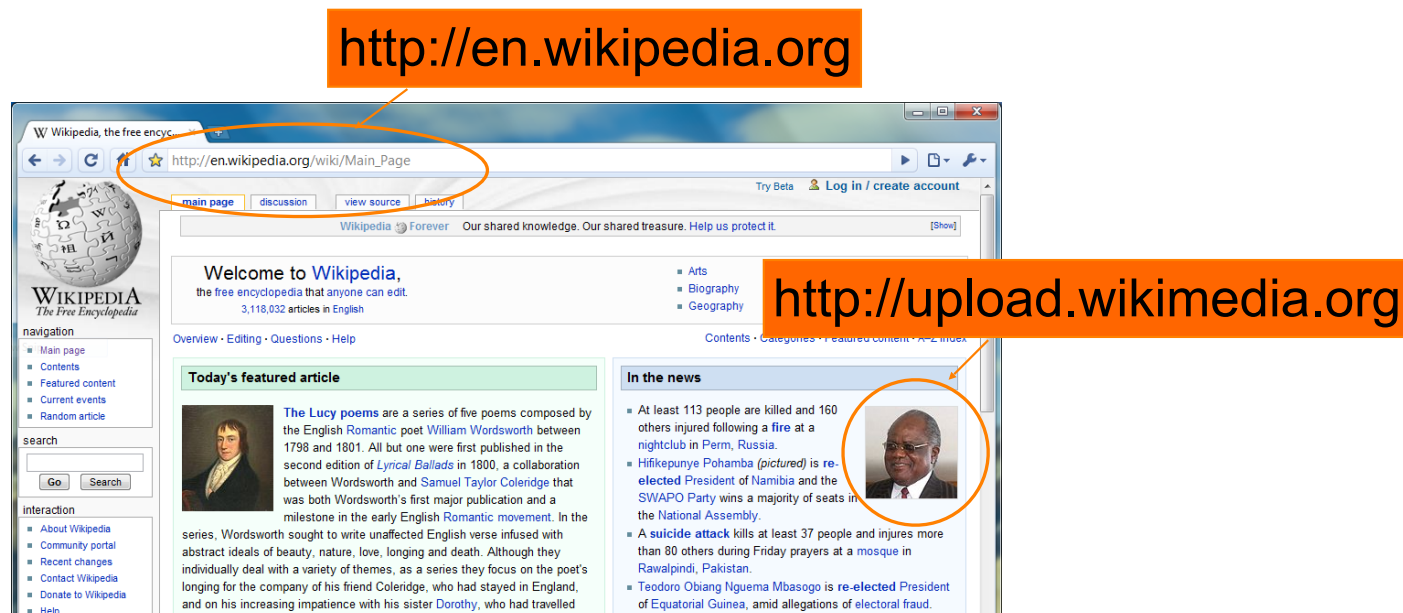 http://en.wikipedia.org
W Wikipedia, the free encyc...
http://en.wikipedia.org/wiki/Main_Page
Try Beta Log in / create account
main page discussion view source history
Wikipedia Forever Our shared knowledge. Our shared treasure. Help us protect it. [Show]
WIKIPEDIA
The Free Encyclopedia
navigation
Main page
Contents
Featured content
Current events
Random article
search
Go Search
interaction
About Wikipedia
Community portal
Recent changes
Contact Wikipedia
Donate to Wikipedia
Help
Welcome to Wikipedia,
the free encyclopedia that anyone can edit.
3,118,032 articles in English
Arts
Biography
Geography
http://upload.wikimedia.org
Overview · Editing · Questions · Help
Contents · Categories · Featured content · A–Z index
Today's featured article
The Lucy poems are a series of five poems composed by
the English Romantic poet William Wordsworth between
1798 and 1801. All but one were first published in the
second edition of Lyrical Ballads in 1800, a collaboration
between Wordsworth and Samuel Taylor Coleridge that
was both Wordsworth's first major publication and a
milestone in the early English Romantic movement. In the
series, Wordsworth sought to write unaffected English verse infused with
abstract ideals of beauty, nature, love, longing and death. Although they
individually deal with a variety of themes, as a series they focus on the poet's
longing for the company of his friend Coleridge, who had stayed in England,
and on his increasing impatience with his sister Dorothy, who had travelled
In the news
At least 113 people are killed and 160
others injured following a fire at a
nightclub in Perm, Russia.
Hifikepunye Pohamba (pictured) is re-
elected President of Namibia and the
SWAPO Party wins a majority of seats in
the National Assembly.
A suicide attack kills at least 37 people and injures more
than 80 others during Friday prayers at a mosque in
Rawalpindi, Pakistan.
Teodoro Obiang Nguema Mbasogo is re-elected President
of Equatorial Guinea, amid allegations of electoral fraud.